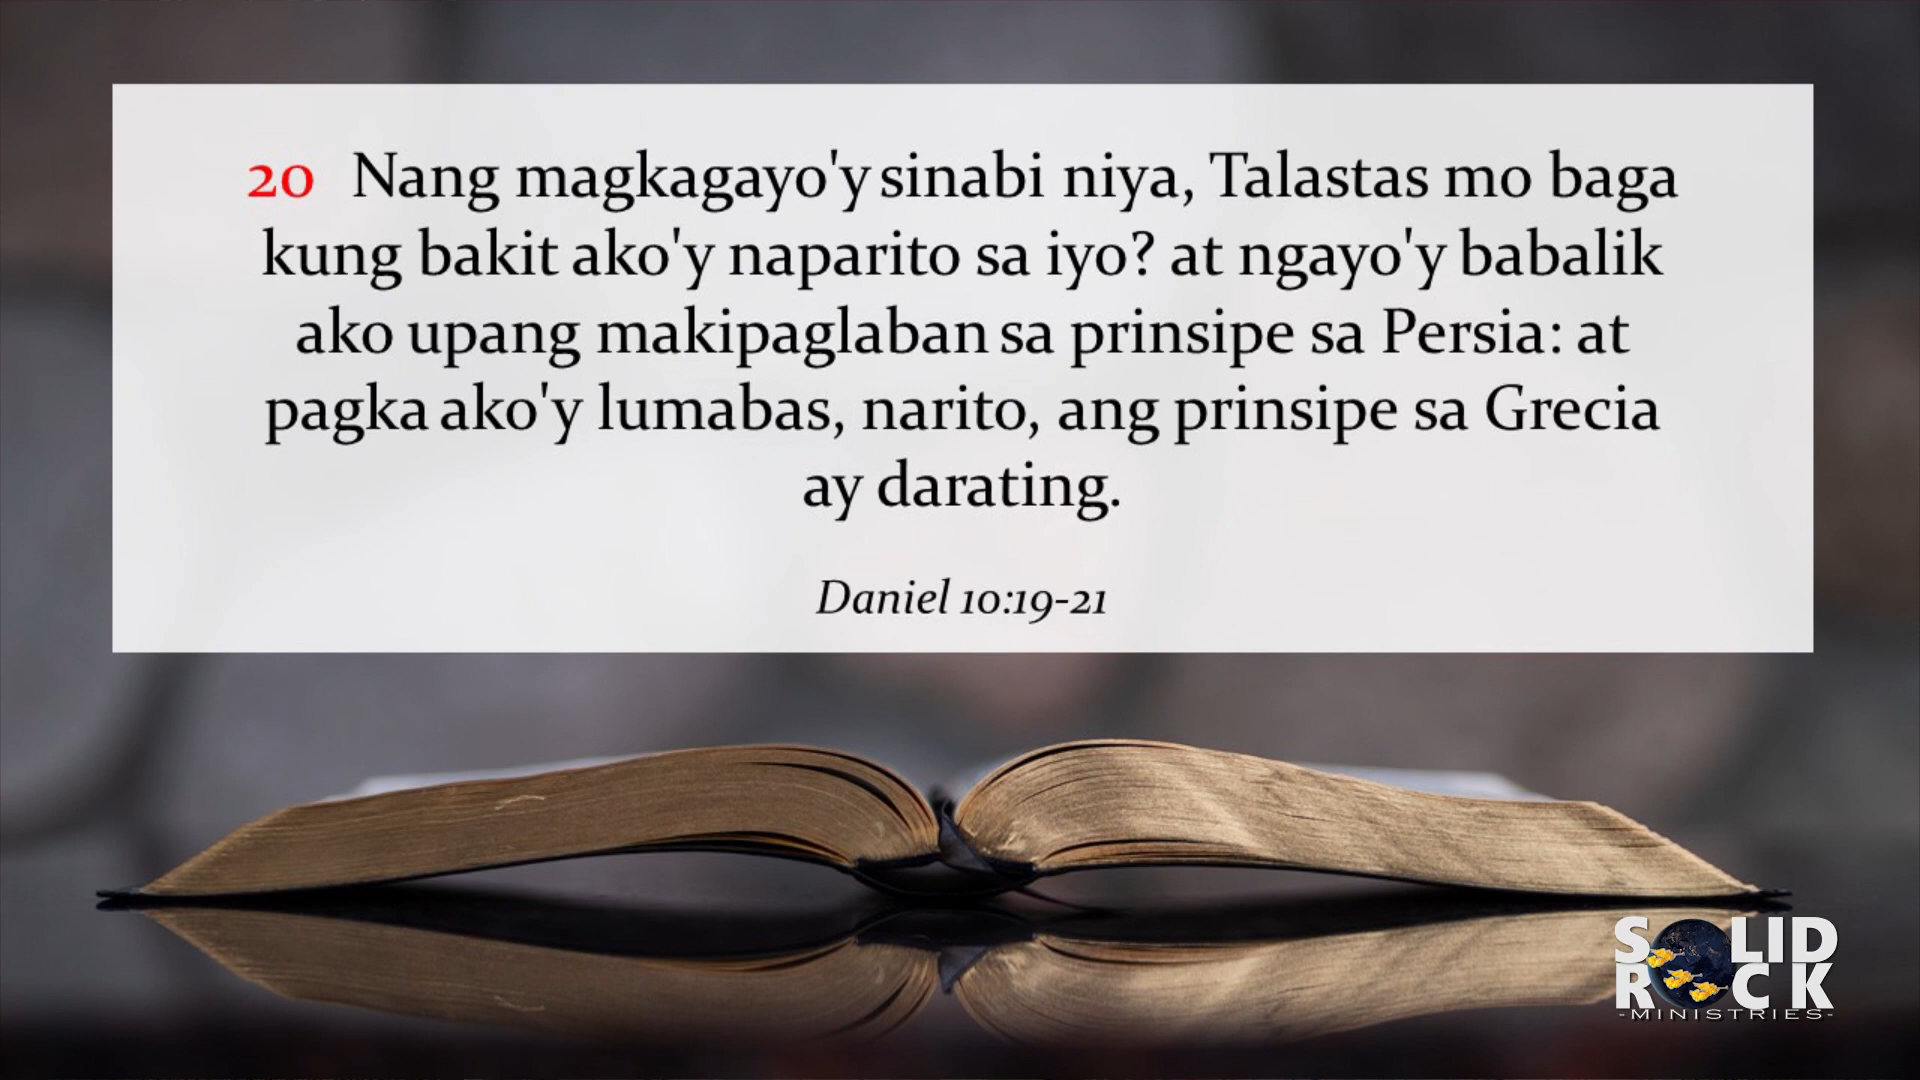 20 Nang magkagayo'y sinabi niya, Talastas mo baga
kung bakit ako'y naparito sa iyo? at ngayo'y babalik
ako upang makipaglaban sa prinsipe sa Persia: at
pagka ako'y lumabas, narito, ang prinsipe sa Grecia
ay darating.
Daniel 10:19-21
SOLID
ROCK
-MINISTRIES-